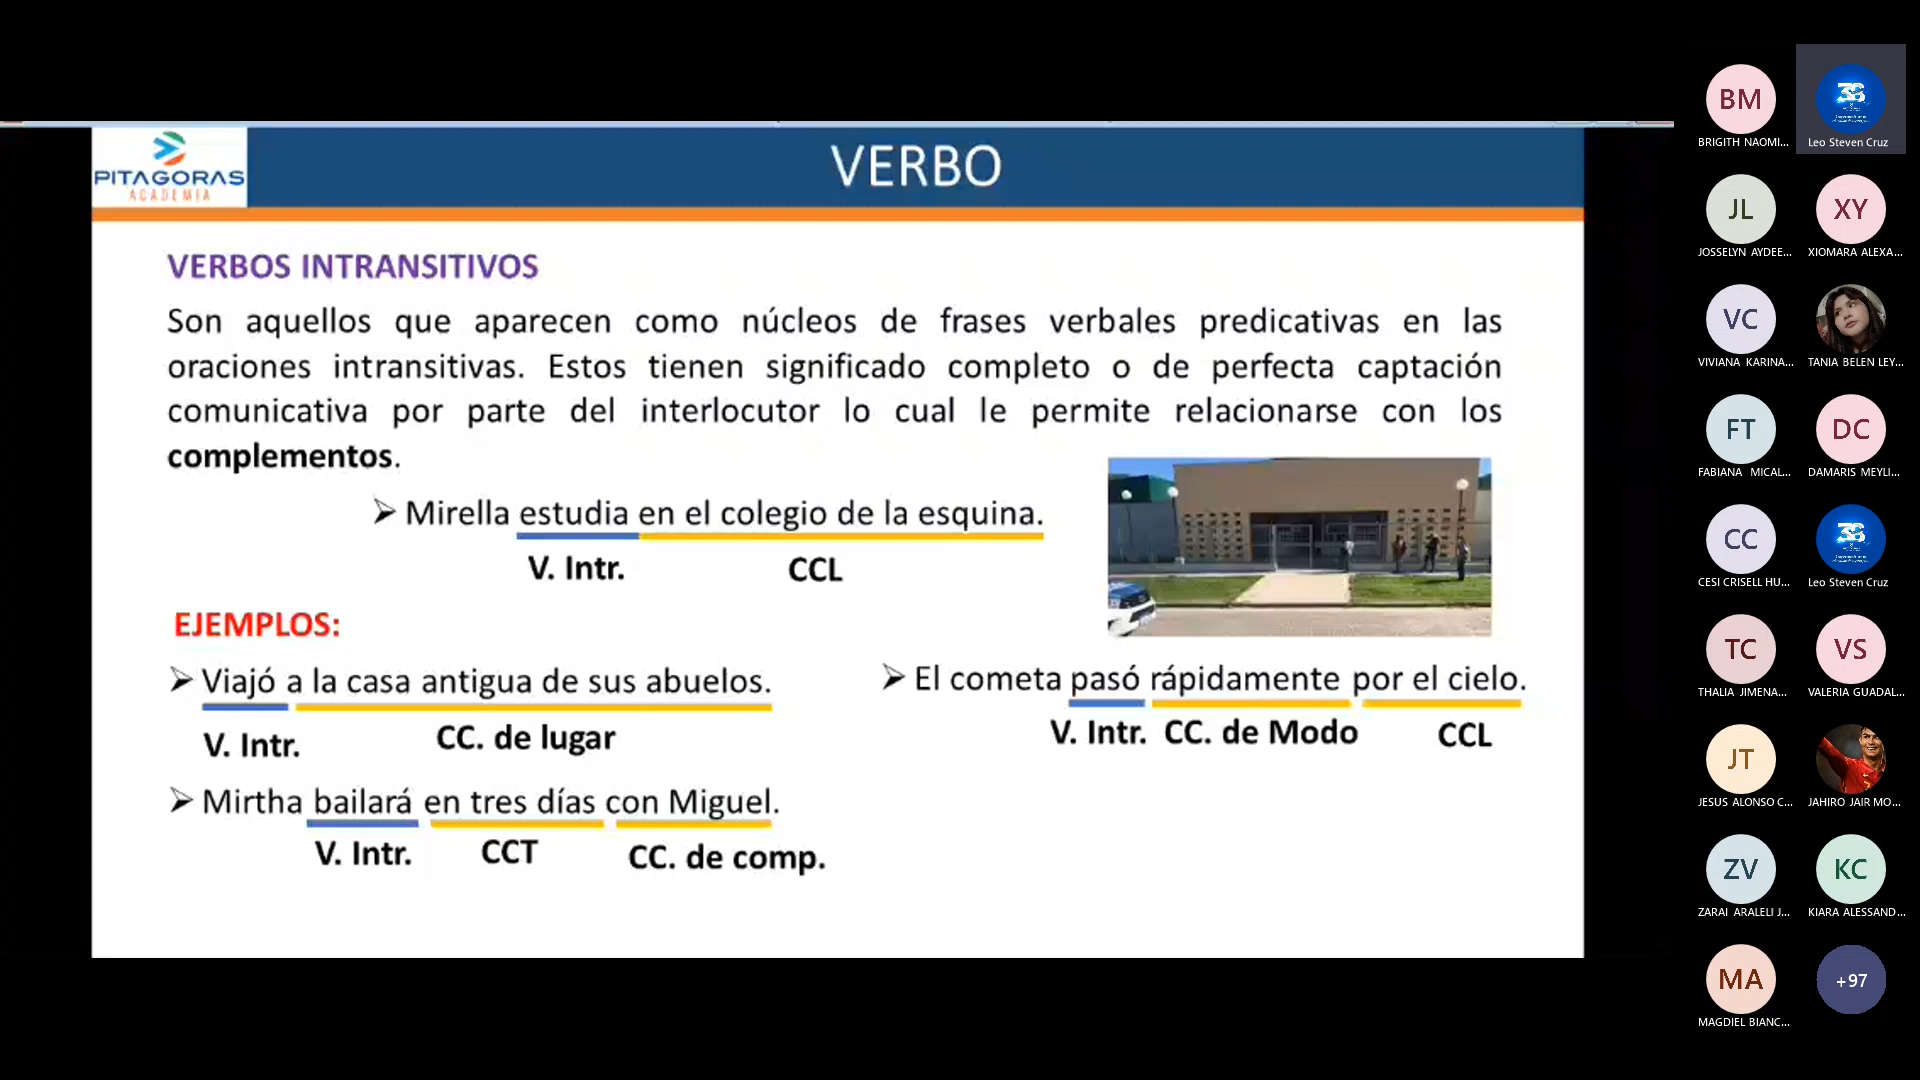 PITAGORAS
ACADEMIA
VERBO
VERBOS INTRANSITIVOS
Son aquellos que aparecen como núcleos de frases verbales predicativas en las
oraciones intransitivas. Estos tienen significado completo o de perfecta captación
comunicativa por parte del interlocutor lo cual le permite relacionarse con los
complementos.
➢ Mirella estudia en el colegio de la esquina.
V. Intr. CCL
EJEMPLOS:
➢ Viajó a la casa antigua de sus abuelos.
V. Intr. CC. de lugar
➢ El cometa pasó rápidamente por el cielo.
V. Intr. CC. de Modo CCL
➢ Mirtha bailará en tres días con Miguel.
V. Intr. CCT CC. de comp.
BM
BRIGITH NAOMI...
38
Leo Steven Cruz
JL
JOSSELYN AYDEE...
XY
XIOMARA ALEXA...
VC
VIVIANA KARINA...
TANIA BELEN LEY...
FT
FABIANA MICAL...
DC
DAMARIS MEYLI...
CC
CESI CRISELL HU...
38
Leo Steven Cruz
TC
THALIA JIMENA...
VS
VALERIA GUADAL...
JT
JESUS ALONSO C...
JAHIRO JAIR MO...
ZV
ZARAI ARALELI J...
KC
KIARA ALESSAND...
MA
MAGDIEL BIANC...
+97